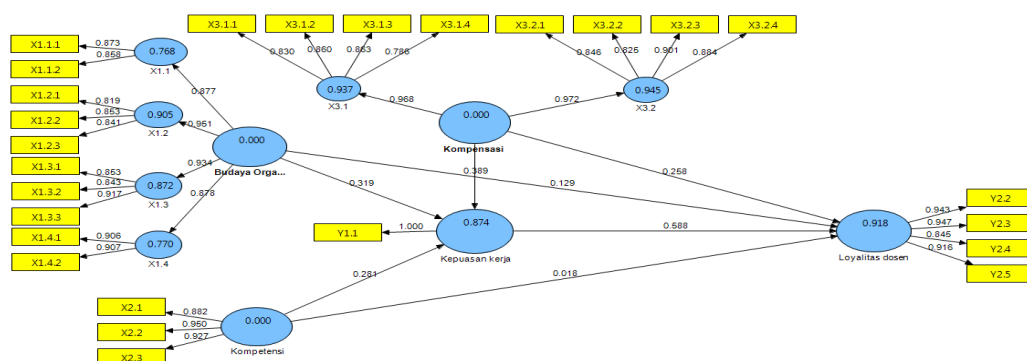 X3.1.1
X3.1.2
X3.1.3
X3.1.4
X3.2.1
X3.2.2
X3.2.3
X3.2.4
0.830
0.860
0.863
0.786
0.846
0.825
0.901
0.884
X1.1.1
X1.1.2
0.873
0.858
0.768
X1.1
0.877
0.937
X3.1
0.968
0.945
X3.2
0.972
X1.2.1
X1.2.2
X1.2.3
0.819
0.853
0.841
0.905
X1.2
0.951
0.000
Budaya Orga...
0.000
Kompensasi
X1.3.1
X1.3.2
X1.3.3
0.853
0.843
0.917
0.872
X1.3
0.934
0.878
0.319
0.389
0.129
0.258
X1.4.1
X1.4.2
0.906
0.907
0.770
X1.4
Y1.1
1.000
0.874
Kepuasan kerja
0.588
0.918
Loyalitas dosen
0.943
0.947
0.845
0.916
Y2.2
Y2.3
Y2.4
Y2.5
0.281
0.018
X2.1
X2.2
X2.3
0.882
0.950
0.927
0.000
Kompetensi